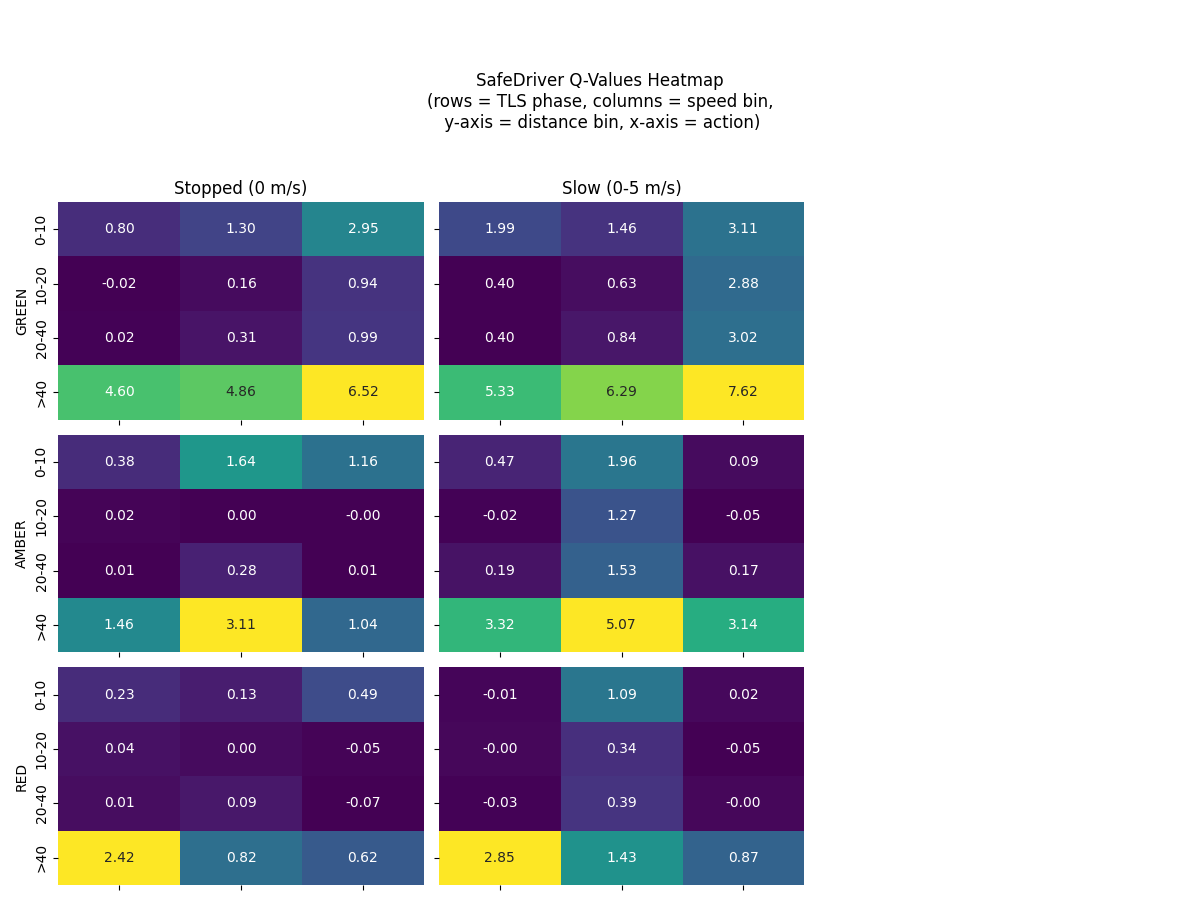 SafeDriver Q-Values Heatmap
(rows = TLS phase, columns = speed bin,
y-axis = distance bin, x-axis = action)
Stopped (0 m/s) Slow (0-5 m/s)
GREEN
0-10 0.80 1.30 2.95 1.99 1.46 3.11
10-20 -0.02 0.16 0.94 0.40 0.63 2.88
20-40 0.02 0.31 0.99 0.40 0.84 3.02
>40 4.60 4.86 6.52 5.33 6.29 7.62
AMBER
0-10 0.38 1.64 1.16 0.47 1.96 0.09
10-20 0.02 0.00 -0.00 -0.02 1.27 -0.05
20-40 0.01 0.28 0.01 0.19 1.53 0.17
>40 1.46 3.11 1.04 3.32 5.07 3.14
RED
0-10 0.23 0.13 0.49 -0.01 1.09 0.02
10-20 0.04 0.00 -0.05 -0.00 0.34 -0.05
20-40 0.01 0.09 -0.07 -0.03 0.39 -0.00
>40 2.42 0.82 0.62 2.85 1.43 0.87